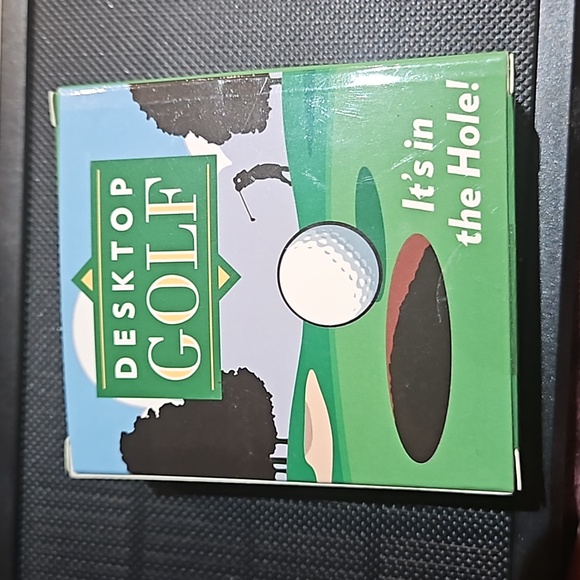 DESKTOP
GOLF
It's in
the Hole!